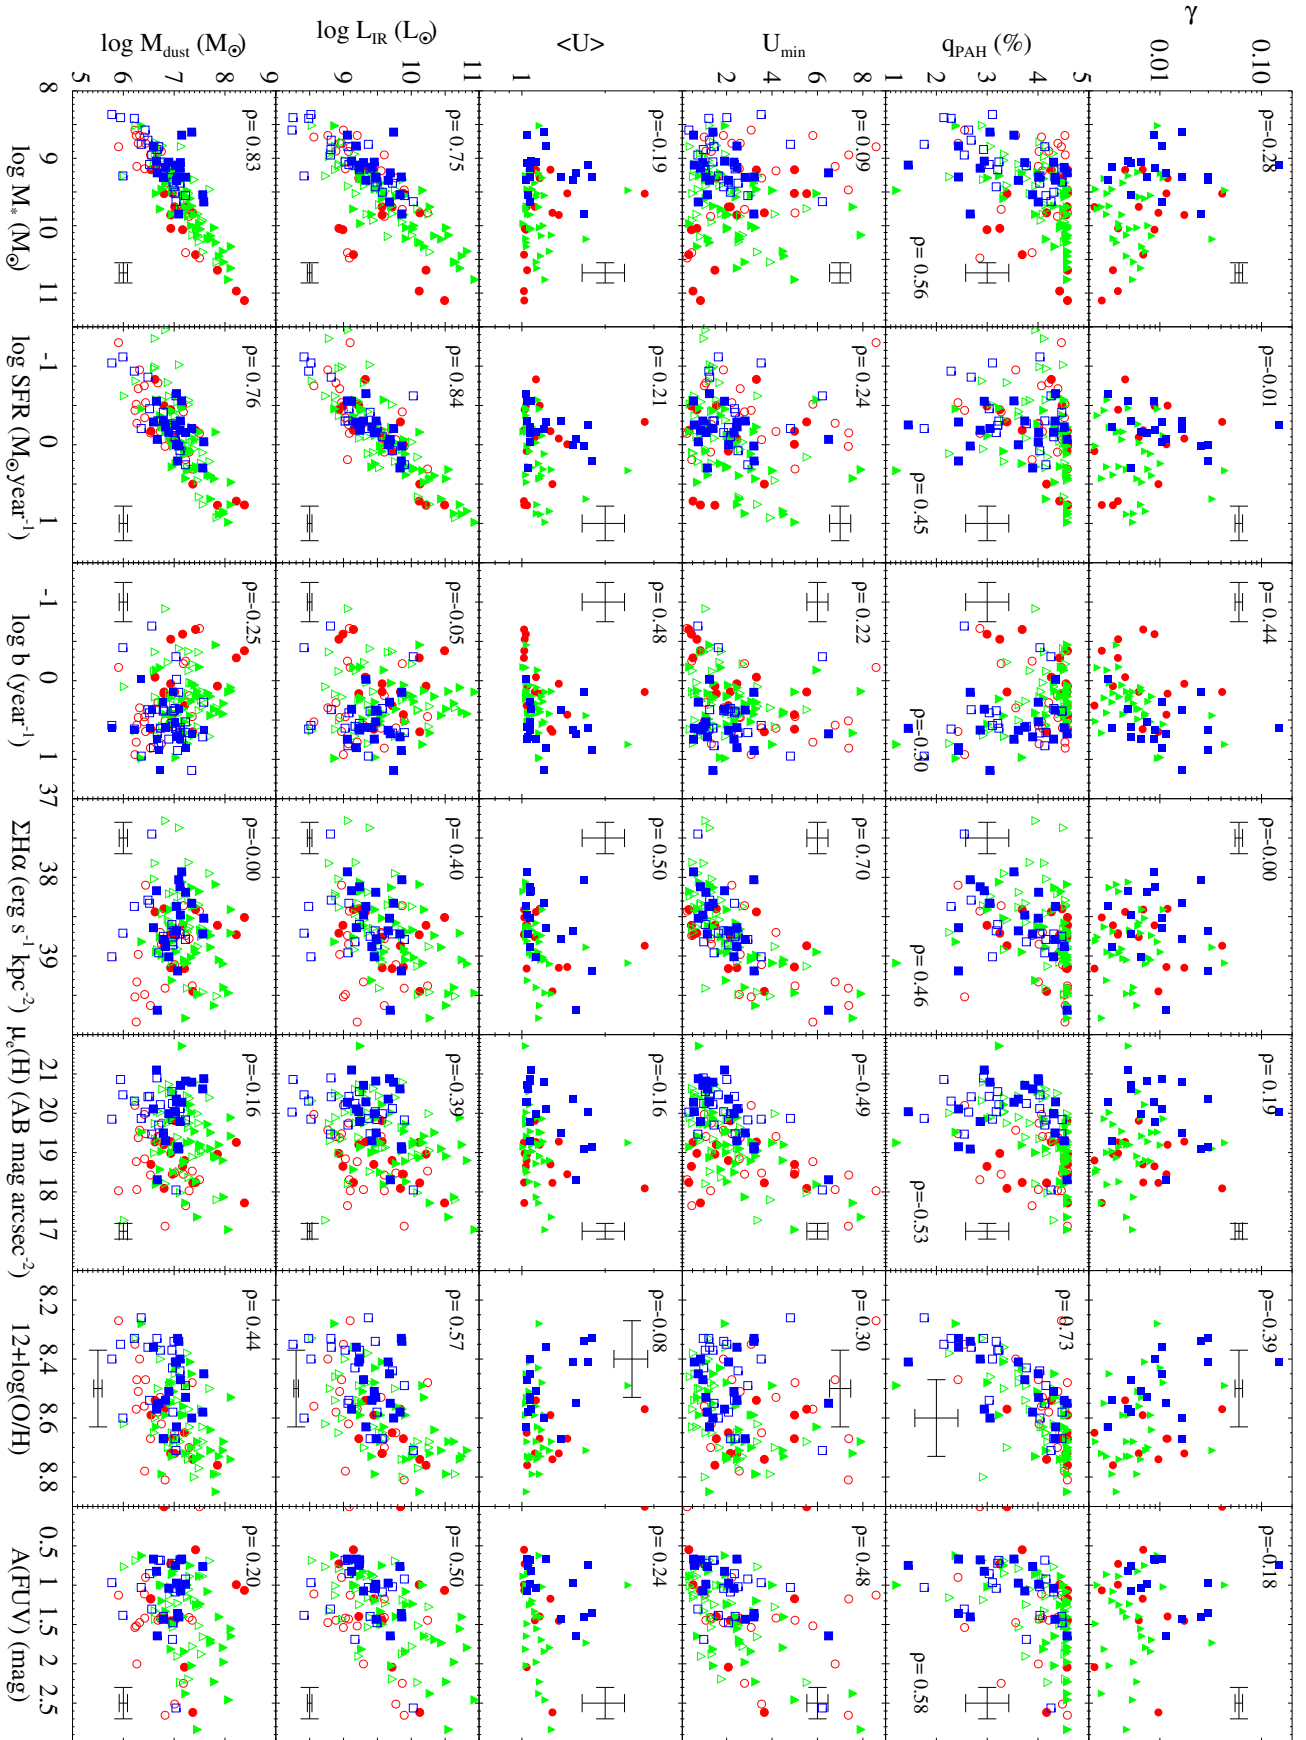 γ
0.01
0.10
ρ=-0.28
ρ=-0.01
ρ= 0.44
ρ=-0.00
ρ= 0.19
ρ=-0.39
ρ=-0.18
q_PAH (%)
1
2
3
4
5
ρ= 0.56
ρ= 0.45
ρ=-0.30
ρ= 0.46
ρ=-0.53
ρ= 0.73
ρ= 0.58
U_min
2
4
6
8
ρ= 0.09
ρ= 0.24
ρ= 0.22
ρ= 0.70
ρ=-0.49
ρ= 0.30
ρ= 0.48
<U>
1
ρ=-0.19
ρ= 0.21
ρ= 0.48
ρ= 0.50
ρ=-0.16
ρ=-0.08
ρ= 0.24
log L_IR (L⊙)
9
10
11
ρ= 0.75
ρ= 0.84
ρ=-0.05
ρ= 0.40
ρ=-0.39
ρ= 0.57
ρ= 0.50
log M_dust (M⊙)
5
6
7
8
9
ρ= 0.83
ρ= 0.76
ρ=-0.25
ρ=-0.00
ρ=-0.16
ρ= 0.44
ρ= 0.20
8
9
10
11
log M* (M⊙)
-1
0
1
log SFR (M⊙year⁻¹)
-1
0
1
log b (year⁻¹)
37
38
39
ΣHα (erg s⁻¹ kpc⁻²)
21
20
19
18
17
μ_e(H) (AB mag arcsec⁻²)
8.2
8.4
8.6
8.8
12+log(O/H)
0.5
1
1.5
2
2.5
A(FUV) (mag)